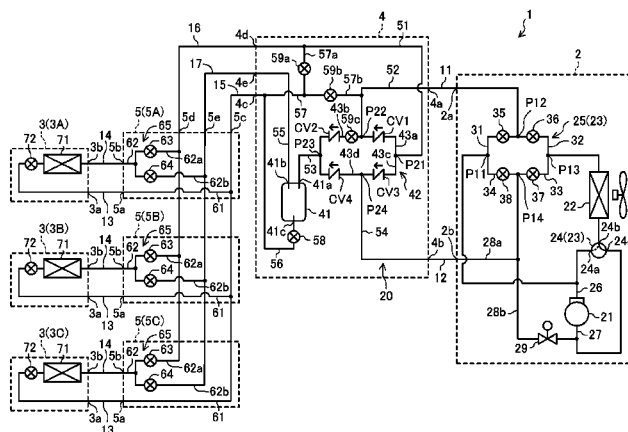 1
16
4d
4
51
17
4e
59a
57a
11
2
15
4c
59b
57b
52
4a
2a
57
CV2
43b
59c
P22
CV1
35
P12
36
25(23)
5(5A)
5d
5e
5c
3(3A)
14
65
63
55
P23
43a
31
32
72
71
3b
5b
62
62a
41b
53
43d
43c
P21
P11
P13
64
62b
41a
42
34
38
37
33
P14
3a
13
5a
61
41
CV4
CV3
P24
22
41c
58
54
24b
3(3B)
14
5(5B)
65
63
56
4b
2b
28a
24(23)
24
24a
72
71
3b
5b
62
62a
20
12
26
64
62b
21
28b
27
3a
13
5a
61
29
3(3C)
14
5(5C)
65
63
72
71
3b
5b
62
62a
64
62b
3a
13
5a
61